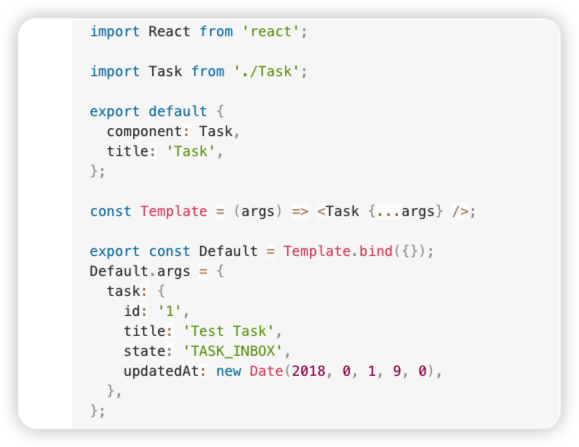 import React from 'react';
import Task from './Task';
export default {
  component: Task,
  title: 'Task',
};
const Template = (args) => <Task {...args} />;
export const Default = Template.bind({});
Default.args = {
  task: {
    id: '1',
    title: 'Test Task',
    state: 'TASK_INBOX',
    updatedAt: new Date(2018, 0, 1, 9, 0),
  },
};